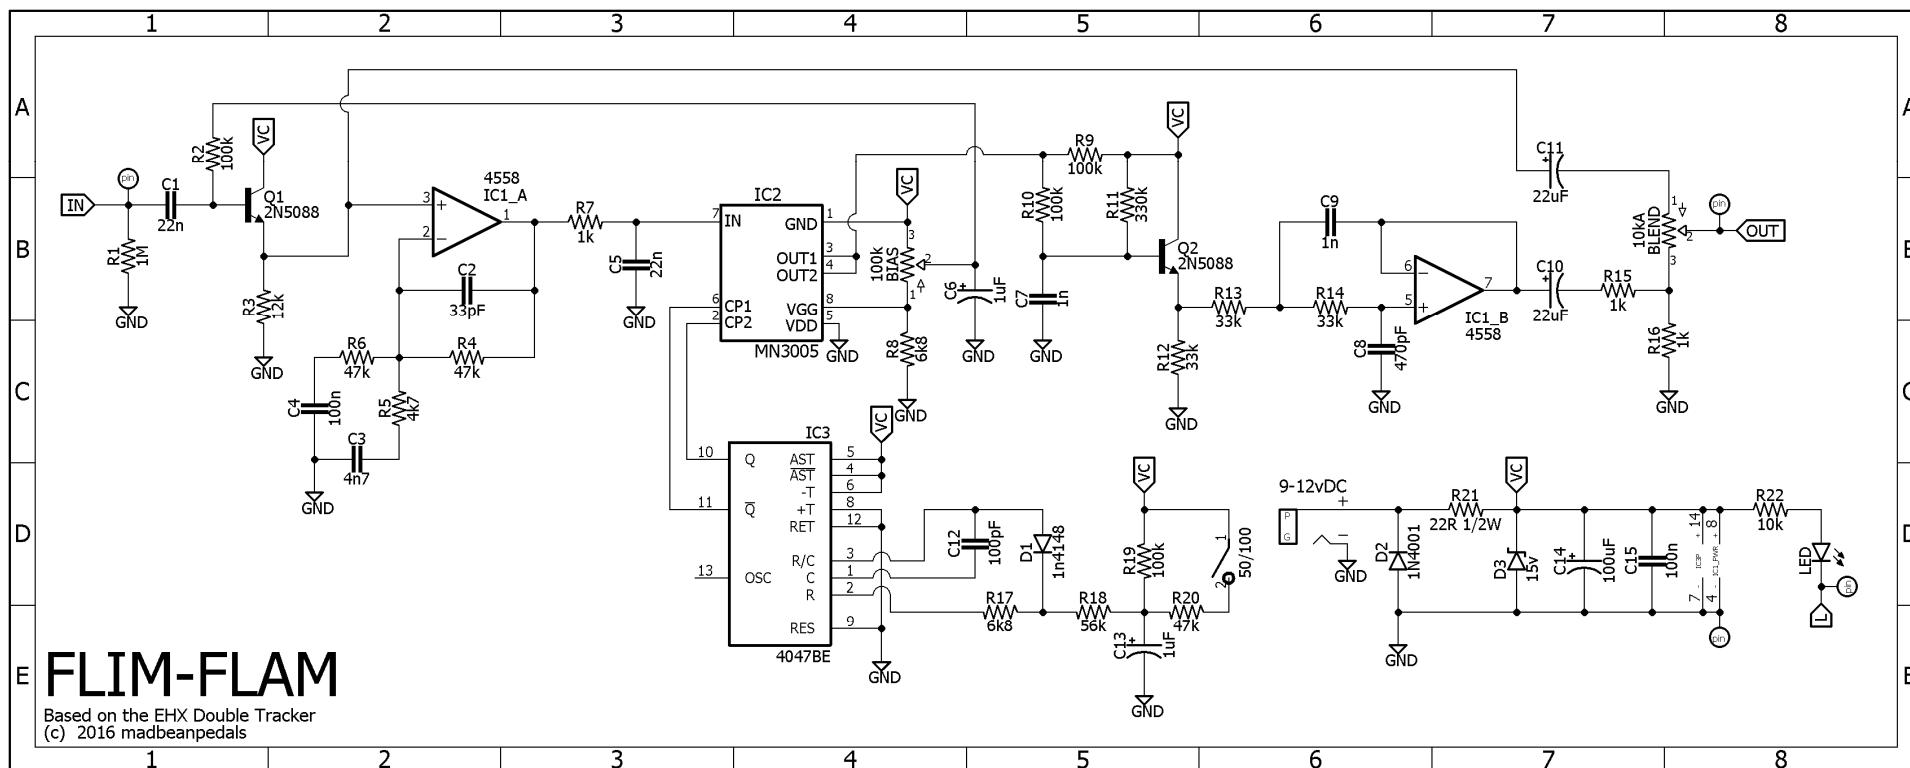 1 2 3 4 5 6 7 8
A A
B B
C C
D D
E E
IN
pin
C1
22n
R1
1M
GND
R2
100k
VC
Q1
2N5088
R3
12k
GND
4558
IC1_A
3
+
2
−
1
C2
33pF
R6
47k
R4
47k
C4
100n
R5
4k7
C3
4n7
GND
R7
1k
C5
22n
GND
IC2
7
IN
GND
1
OUT1
3
OUT2
4
6
CP1
2
CP2
VGG
8
VDD
5
MN3005
GND
VC
3
100k
BIAS
2
1
R8
6k8
GND
C6
+
1uF
GND
R9
100k
R10
100k
R11
330k
C7
1n
GND
VC
Q2
2N5088
R12
33k
GND
R13
33k
C9
1n
R14
33k
C8
470pF
GND
6
−
5
+
7
IC1_B
4558
C11
+
22uF
C10
+
22uF
R15
1k
1
10kA
BLEND
2
3
R16
1k
GND
pin
OUT
IC3
VC
10
Q
11
Q
13
OSC
AST
5
AST
4
-T
6
+T
8
RET
12
R/C
3
C
1
R
2
RES
9
4047BE
GND
C12
100pF
D1
1n4148
R17
6k8
R18
56k
VC
R19
100k
R20
47k
1
2
50/100
C13
+
1uF
GND
9-12vDC
+
P
G
−
GND
D2
1N4001
GND
R21
22R 1/2W
VC
D3
15v
C14
+
100uF
C15
100n
7
-
IC3P
+
14
4
-
IC1_PWR
+
8
pin
R22
10k
LED
pin
L
FLIM-FLAM
Based on the EHX Double Tracker
(c) 2016 madbeanpedals
1 2 3 4 5 6 7 8